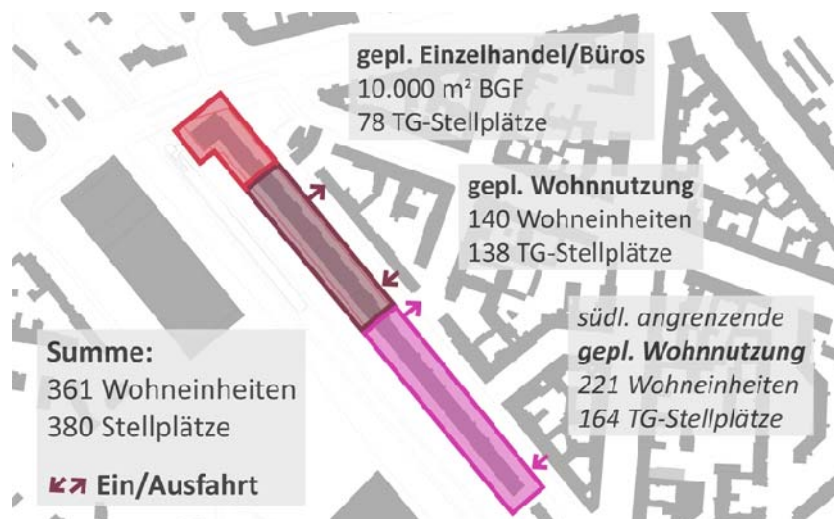 gepl. Einzelhandel/Büros
10.000 m² BGF
78 TG-Stellplätze
gepl. Wohnnutzung
140 Wohneinheiten
138 TG-Stellplätze
südl. angrenzende
gepl. Wohnnutzung
221 Wohneinheiten
164 TG-Stellplätze
Summe:
361 Wohneinheiten
380 Stellplätze
Ein/Ausfahrt